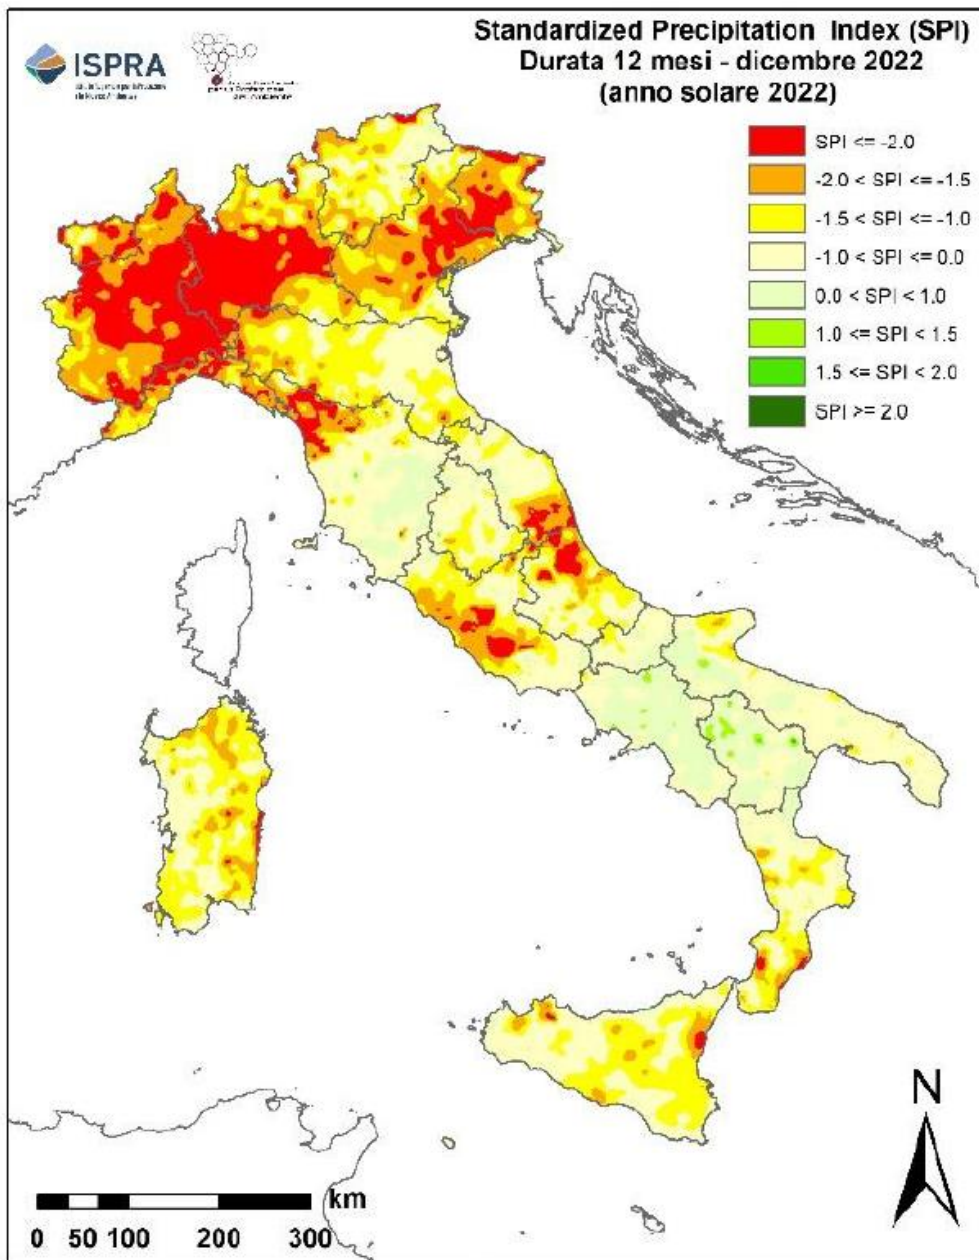 Standardized Precipitation Index (SPI)
Durata 12 mesi - dicembre 2022
(anno solare 2022)
ISPRA
SPI <= -2.0
-2.0 < SPI <= -1.5
-1.5 < SPI <= -1.0
-1.0 < SPI <= 0.0
0.0 < SPI < 1.0
1.0 <= SPI < 1.5
1.5 <= SPI < 2.0
SPI >= 2.0
N
km
0 50 100 200 300